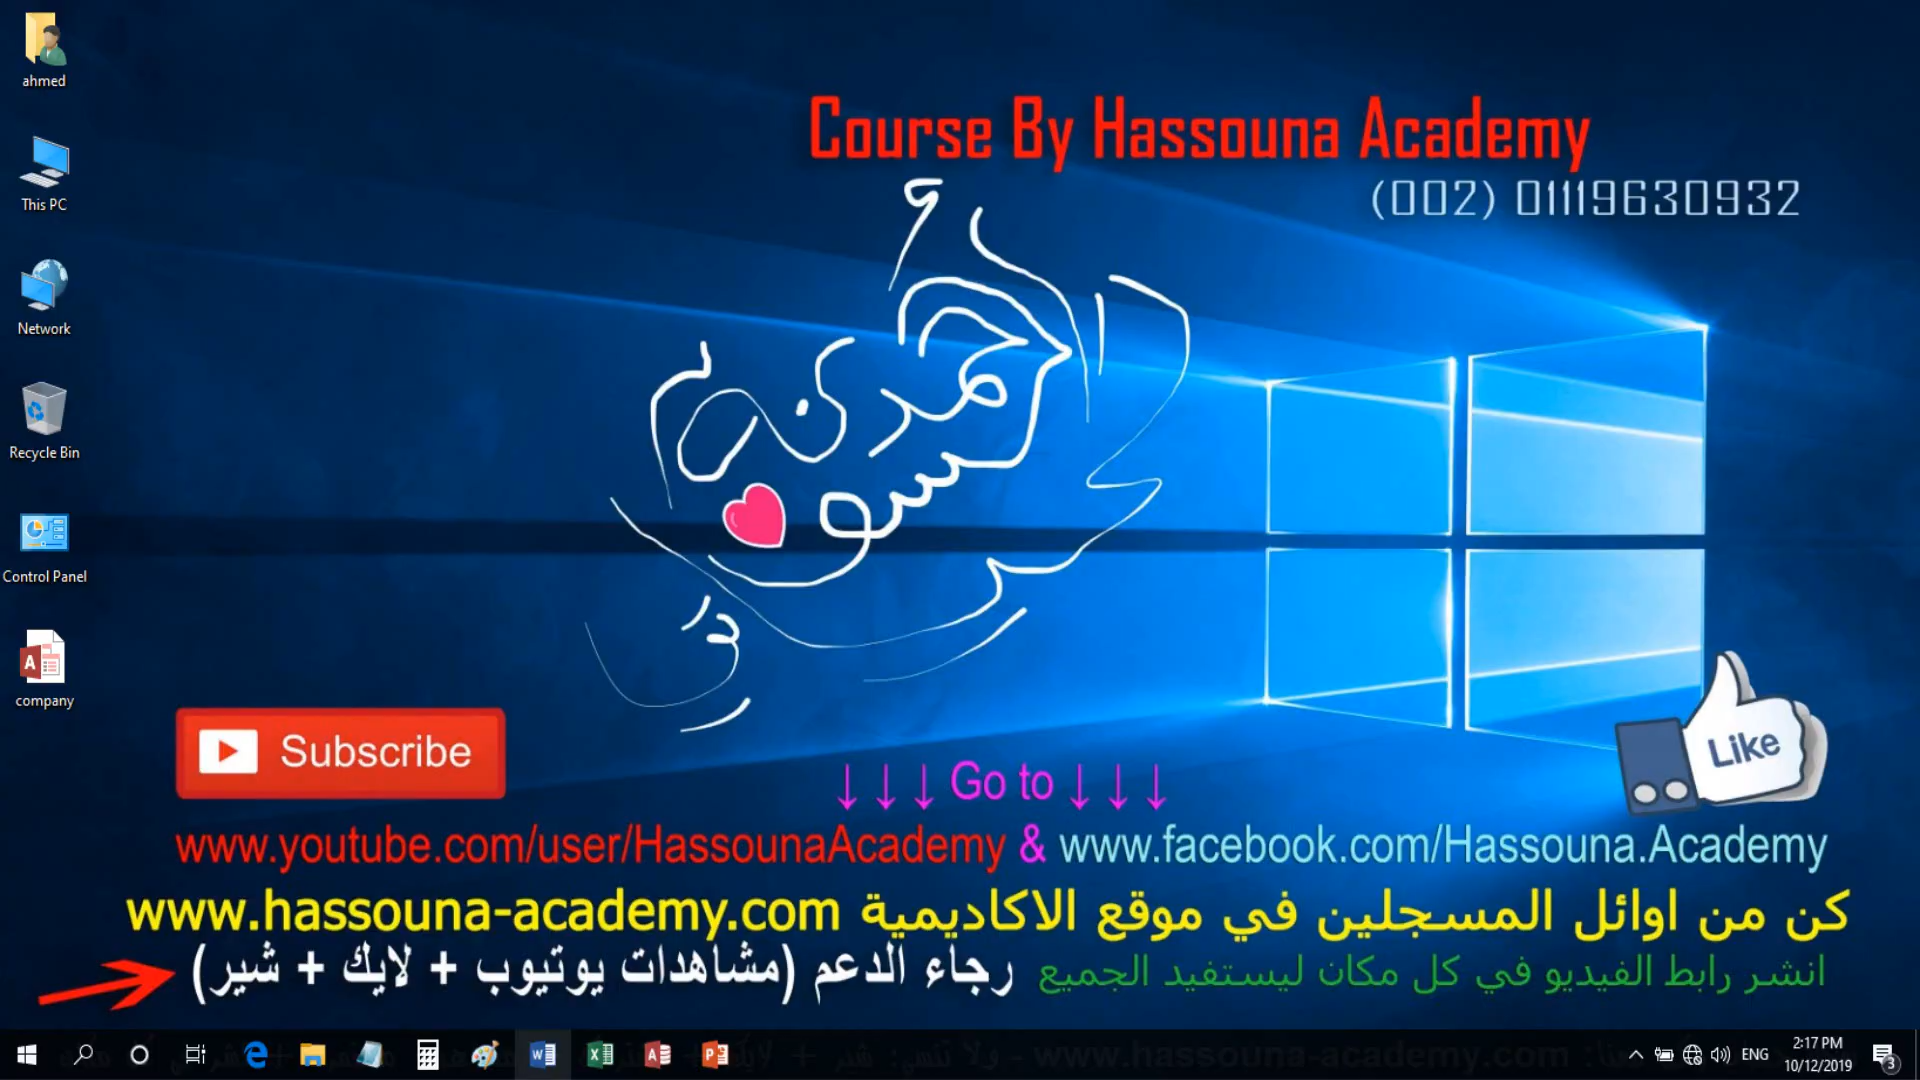 ahmed
This PC
Network
Recycle Bin
Control Panel
company
Course By Hassouna Academy
(002) 01119630932
Subscribe
Like
↓ ↓ ↓ Go to ↓ ↓ ↓
www.youtube.com/user/HassounaAcademy & www.facebook.com/Hassouna.Academy
كن من اوائل المسجلين في موقع الاكاديمية www.hassouna-academy.com
انشر رابط الفيديو في كل مكان ليستفيد الجميع رجاء الدعم (مشاهدات يوتيوب + لايك + شير)
ENG
2:17 PM
10/12/2019
3